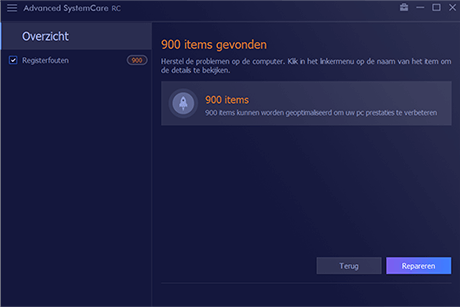 Advanced SystemCare RC
Overzicht
Registerfouten 900
900 items gevonden
Herstel de problemen op de computer. Klik in het linkermenu op de naam van het item om
de details te bekijken.
900 items
900 items kunnen worden geoptimaliseerd om uw pc prestaties te verbeteren
Terug
Repareren